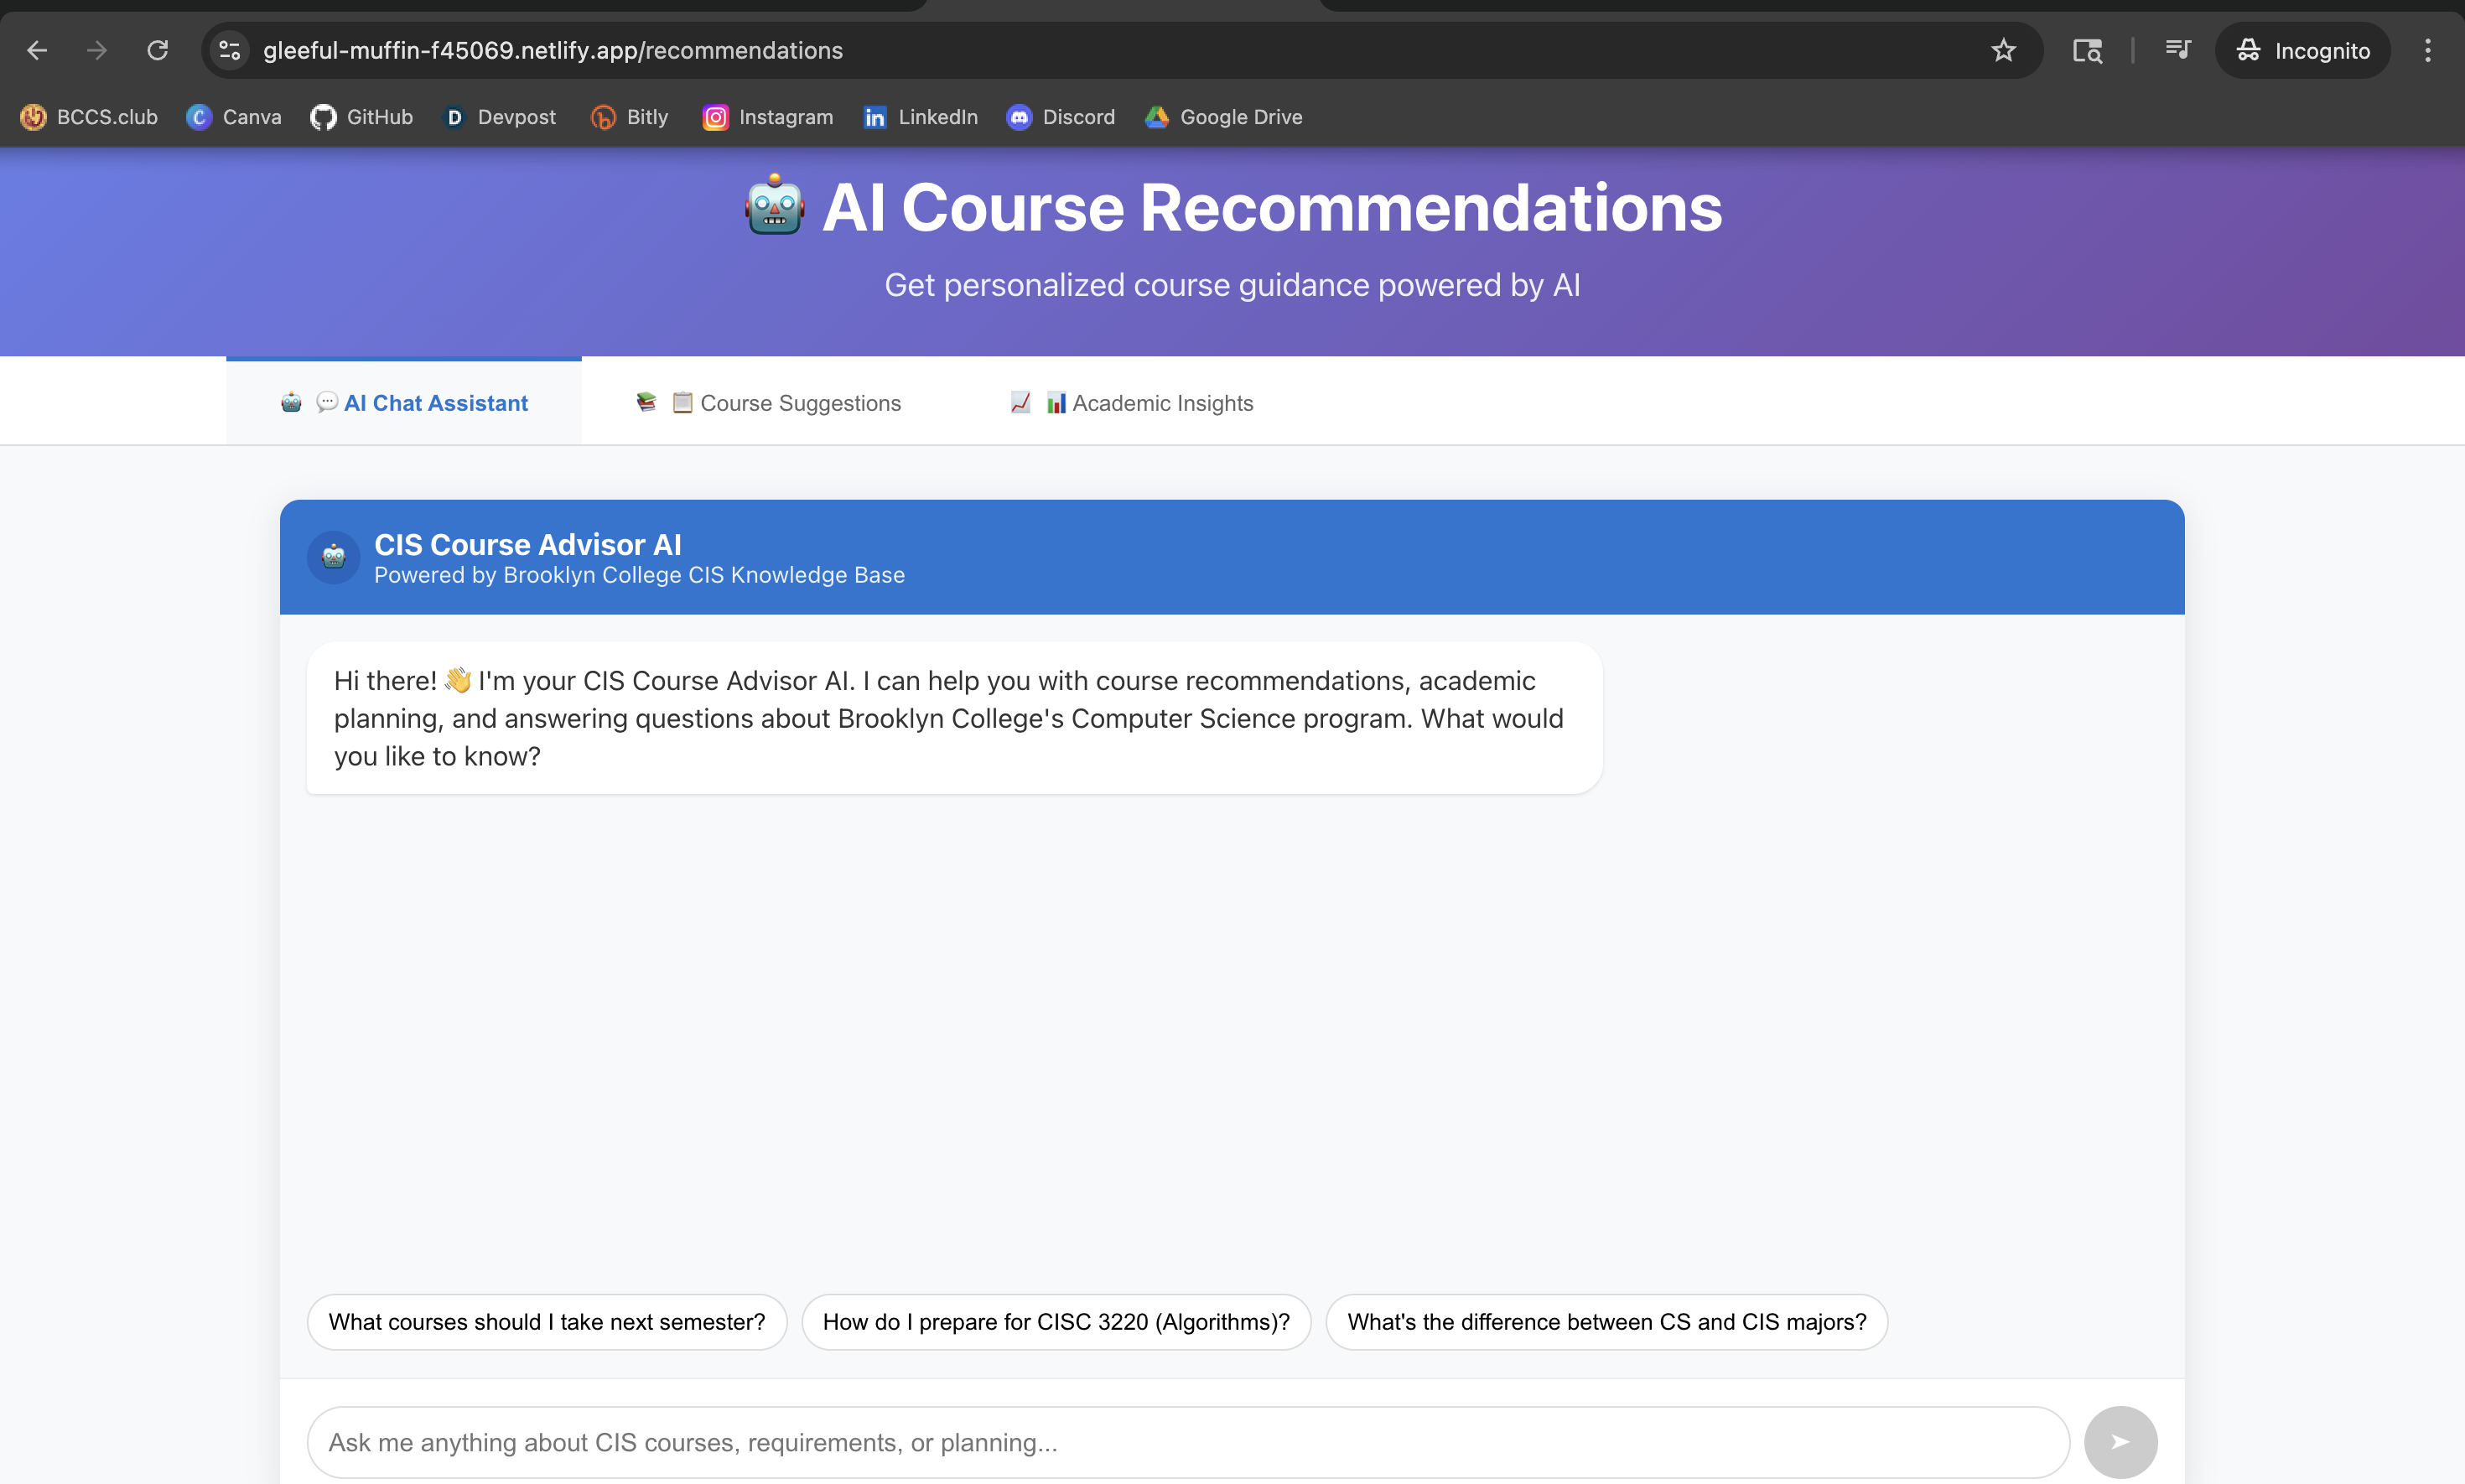 gleeful-muffin-f45069.netlify.app/recommendations
Incognito
BCCS.club
Canva
GitHub
Devpost
Bitly
Instagram
LinkedIn
Discord
Google Drive
AI Course Recommendations
Get personalized course guidance powered by AI
AI Chat Assistant
Course Suggestions
Academic Insights
CIS Course Advisor AI
Powered by Brooklyn College CIS Knowledge Base
Hi there! 👋 I'm your CIS Course Advisor AI. I can help you with course recommendations, academic
planning, and answering questions about Brooklyn College's Computer Science program. What would
you like to know?
What courses should I take next semester?
How do I prepare for CISC 3220 (Algorithms)?
What's the difference between CS and CIS majors?
Ask me anything about CIS courses, requirements, or planning...